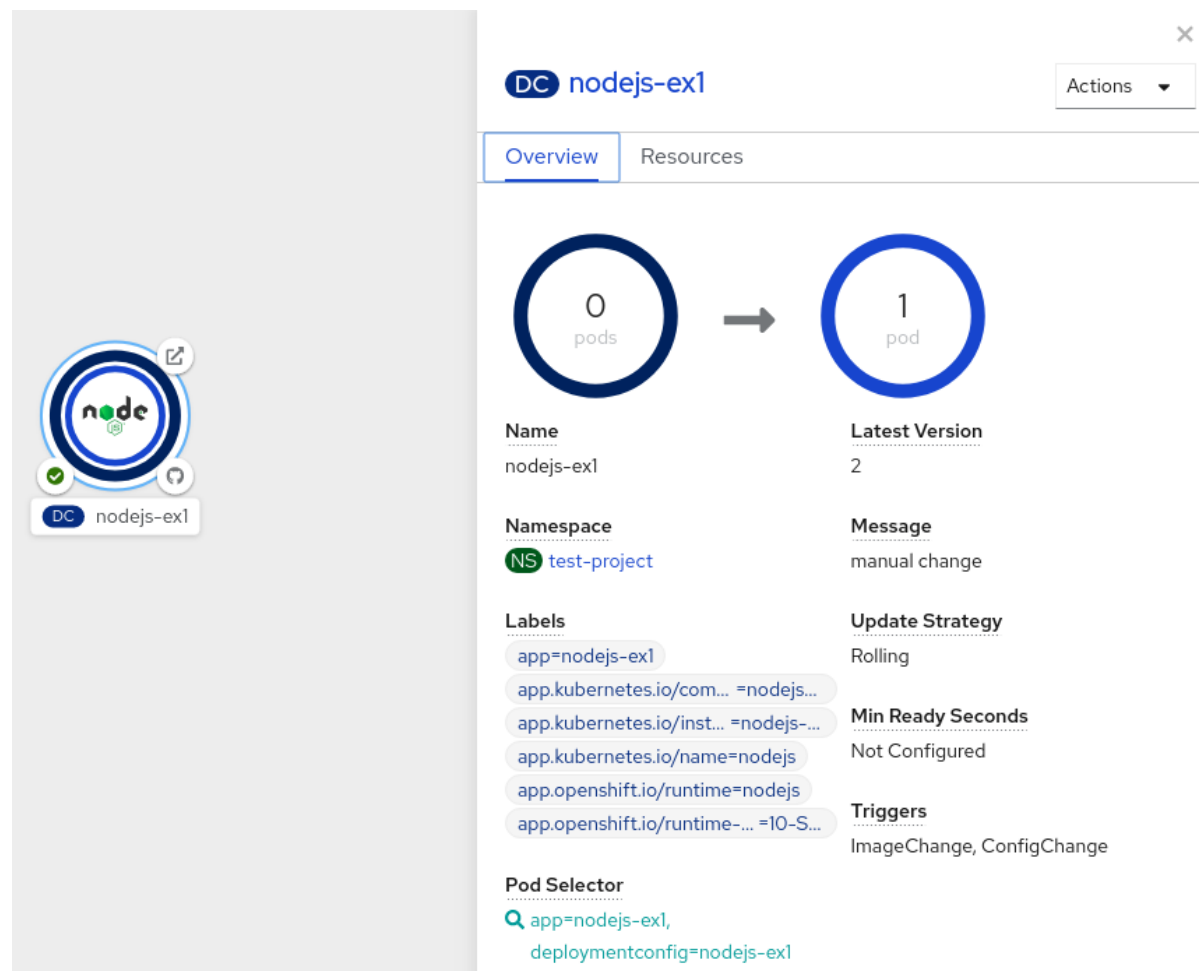 DC nodejs-ex1
Actions
Overview Resources
0
pods
1
pod
Name
nodejs-ex1
Latest Version
2
Namespace
NS test-project
Message
manual change
Labels
app=nodejs-ex1
app.kubernetes.io/com... =nodejs...
app.kubernetes.io/inst... =nodejs-...
app.kubernetes.io/name=nodejs
app.openshift.io/runtime=nodejs
app.openshift.io/runtime-... =10-S...
Update Strategy
Rolling
Min Ready Seconds
Not Configured
Triggers
ImageChange, ConfigChange
Pod Selector
app=nodejs-ex1,
deploymentconfig=nodejs-ex1
node
JS
DC nodejs-ex1